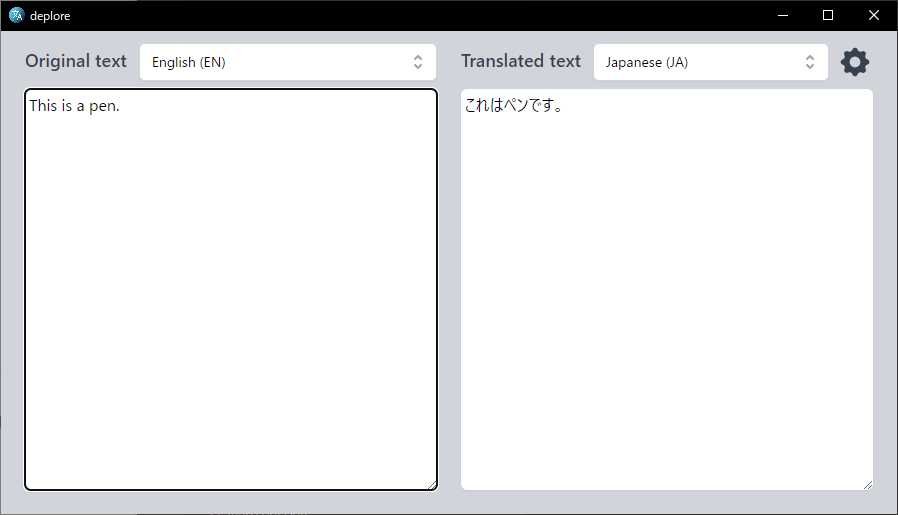 deplore
Original text
English (EN)
Translated text
Japanese (JA)
This is a pen.
これはペンです。